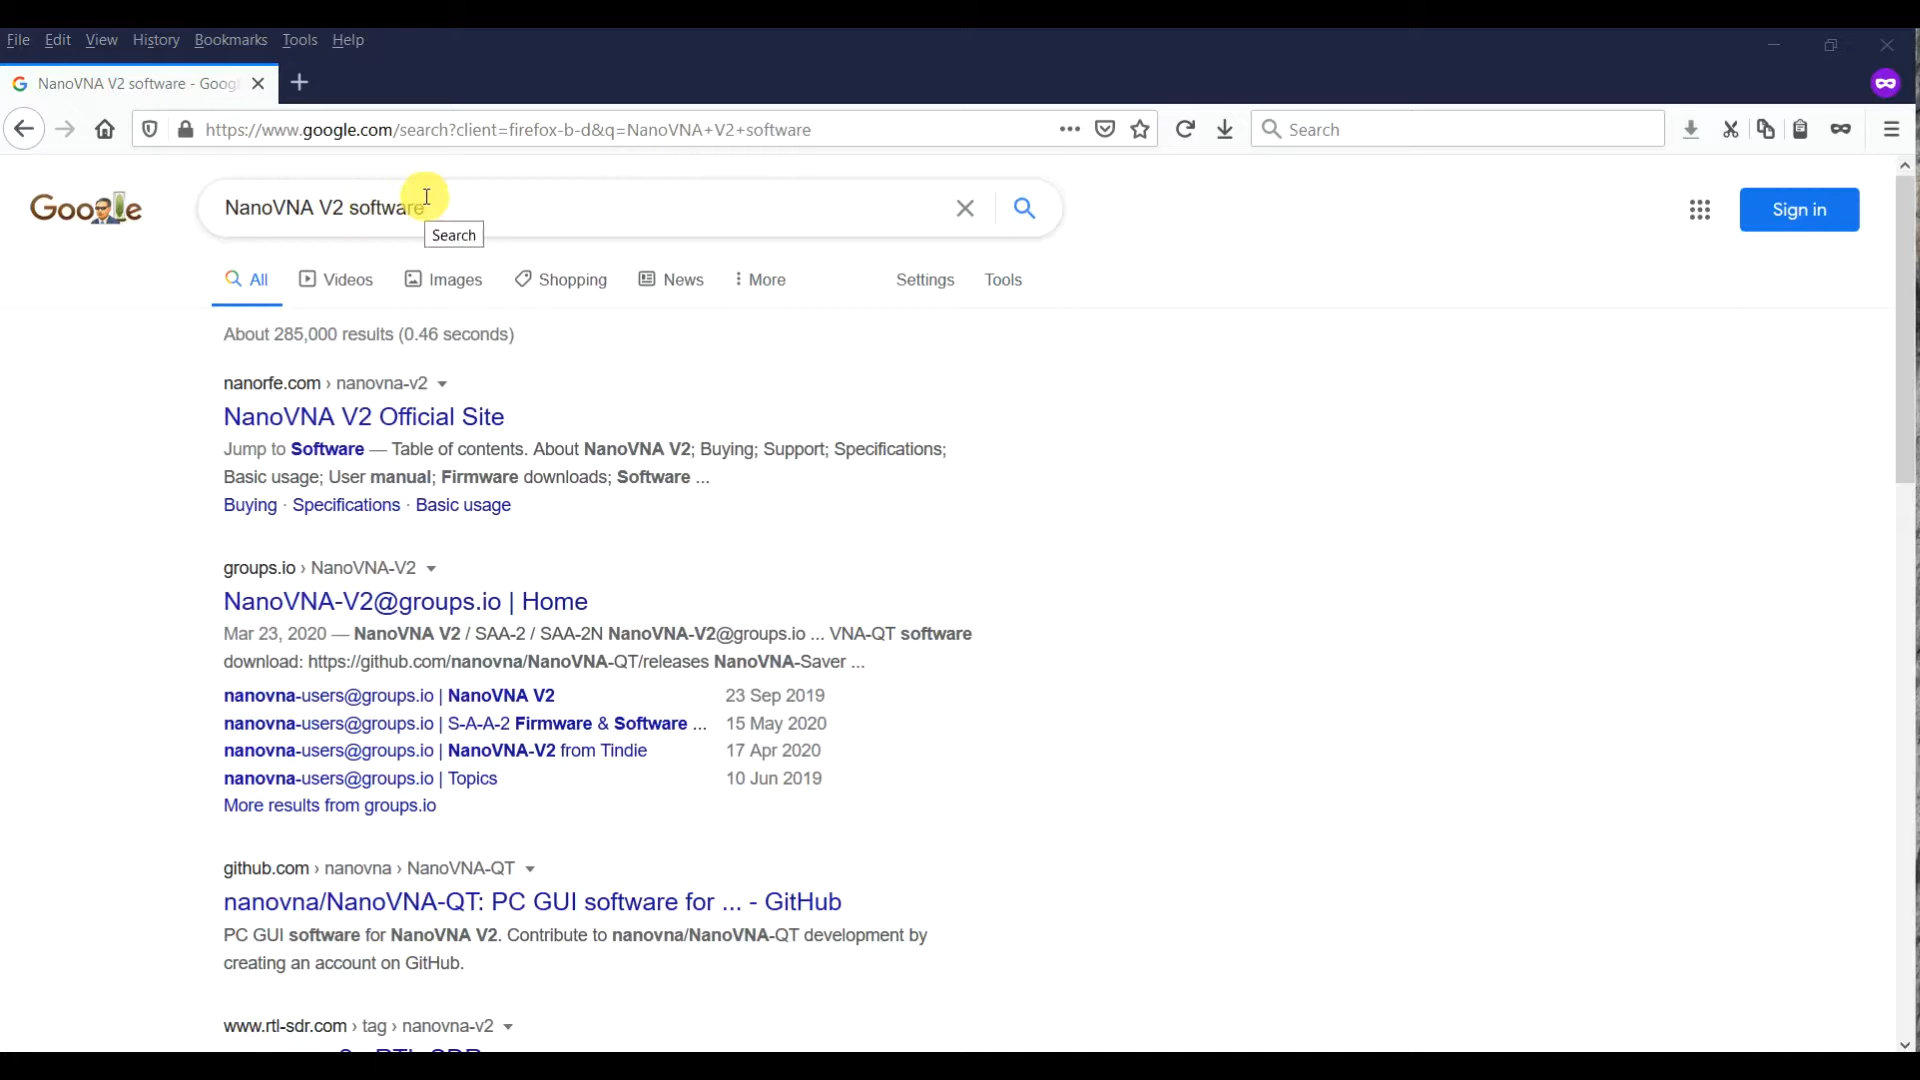 File Edit View History Bookmarks Tools Help
NanoVNA V2 software - Goog
https://www.google.com/search?client=firefox-b-d&q=NanoVNA+V2+software
Search
Google
NanoVNA V2 software
Sign in
Search
All Videos Images Shopping News More Settings Tools
About 285,000 results (0.46 seconds)
nanorfe.com › nanovna-v2
NanoVNA V2 Official Site
Jump to Software — Table of contents. About NanoVNA V2; Buying; Support; Specifications;
Basic usage; User manual; Firmware downloads; Software ...
Buying · Specifications · Basic usage
groups.io › NanoVNA-V2
NanoVNA-V2@groups.io | Home
Mar 23, 2020 — NanoVNA V2 / SAA-2 / SAA-2N NanoVNA-V2@groups.io ... VNA-QT software
download: https://github.com/nanovna/NanoVNA-QT/releases NanoVNA-Saver ...
nanovna-users@groups.io | NanoVNA V2 23 Sep 2019
nanovna-users@groups.io | S-A-A-2 Firmware & Software ... 15 May 2020
nanovna-users@groups.io | NanoVNA-V2 from Tindie 17 Apr 2020
nanovna-users@groups.io | Topics 10 Jun 2019
More results from groups.io
github.com › nanovna › NanoVNA-QT
nanovna/NanoVNA-QT: PC GUI software for ... - GitHub
PC GUI software for NanoVNA V2. Contribute to nanovna/NanoVNA-QT development by
creating an account on GitHub.
www.rtl-sdr.com › tag › nanovna-v2